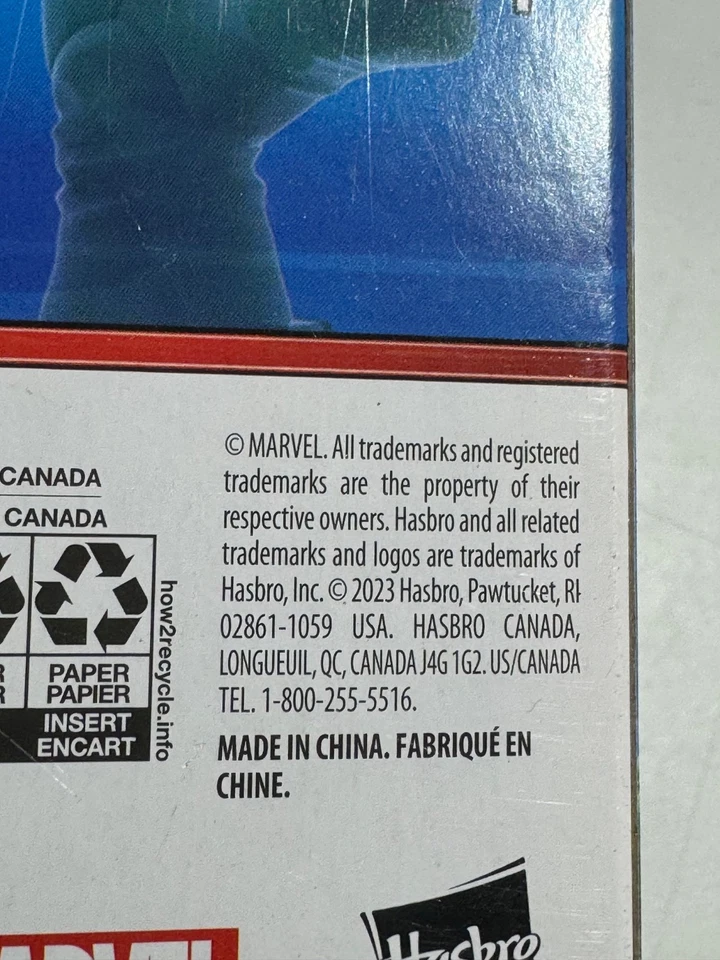 © MARVEL. All trademarks and registered
trademarks are the property of their
respective owners. Hasbro and all related
trademarks and logos are trademarks of
Hasbro, Inc. © 2023 Hasbro, Pawtucket, RI
02861-1059 USA. HASBRO CANADA,
LONGUEUIL, QC, CANADA J4G 1G2. US/CANADA
TEL. 1-800-255-5516.
MADE IN CHINA. FABRIQUÉ EN
CHINE.
CANADA
CANADA
PAPER
PAPIER
INSERT
ENCART
how2recycle.info
MARVEL
Hasbro